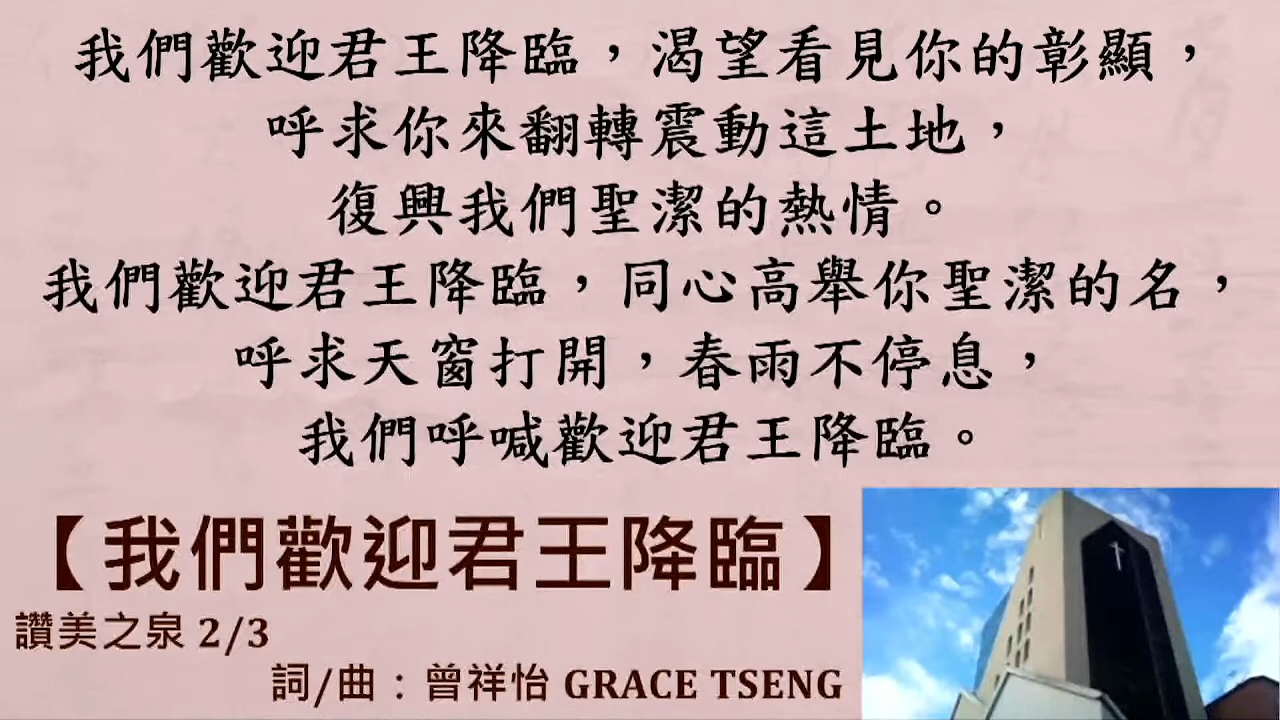 我們歡迎君王降臨，渴望看見你的彰顯，
呼求你來翻轉震動這土地，
復興我們聖潔的熱情。
我們歡迎君王降臨，同心高舉你聖潔的名，
呼求天窗打開，春雨不停息，
我們呼喊歡迎君王降臨。
【我們歡迎君王降臨】
讚美之泉 2/3
詞/曲：曾祥怡 GRACE TSENG